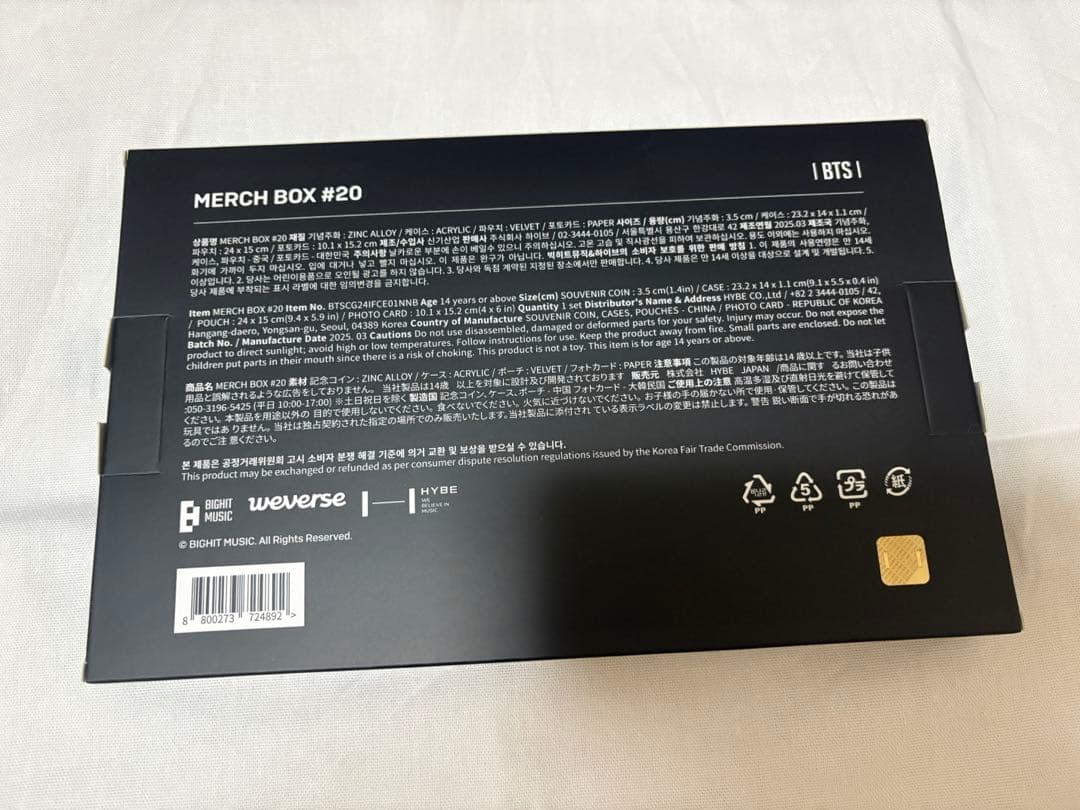 MERCH BOX #20
| BTS |
상품명 MERCH BOX #20 재질 기념주화 : ZINC ALLOY / 케이스 : ACRYLIC / 파우치 : VELVET / 포토카드 : PAPER 사이즈 / 용량(cm) 기념주화 : 3.5 cm / 케이스 : 23.2 x 14 x 1.1 cm /
파우치 : 24 x 15 cm / 포토카드 : 10.1 x 15.2 cm 제조/수입사 신기산업 판매사 주식회사 하이브 / 02-3444-0105 / 서울특별시 용산구 한강대로 42 제조연월 2025.03 제조국 기념주화,
케이스, 파우치 - 중국 / 포토카드 - 대한민국 주의사항 날카로운 부분에 손이 베일수 있으니 주의하십시오. 고온 고습 및 직사광선을 피하여 보관하십시오. 용도 이외에는 사용하지 마십시오.
화기에 가까이 두지 마십시오. 입에 대거나 넣고 빨지 마십시오. 이 제품은 완구가 아닙니다. 빅히트뮤직&하이브의 소비자 보호를 위한 판매 방침 1. 이 제품의 사용연령은 만 14세
이상입니다. 2. 당사는 어린이용품으로 오인될 광고를 하지 않습니다. 3. 당사와 독점 계약된 지정된 장소에서만 판매합니다. 4. 당사 제품은 만 14세 이상을 대상으로 설계 및 개발됩니다. 5.
당사 제품에 부착되는 표시 라벨에 대한 임의변경을 금지합니다.
Item MERCH BOX #20 Item No. BTSCG24IFCE01NNB Age 14 years or above Size(cm) SOUVENIR COIN : 3.5 cm(1.4in) / CASE : 23.2 x 14 x 1.1 cm(9.1 x 5.5 x 0.4 in)
/ POUCH : 24 x 15 cm(9.4 x 5.9 in) / PHOTO CARD : 10.1 x 15.2 cm(4 x 6 in) Quantity 1 set Distributor's Name & Address HYBE CO.,Ltd / +82 2 3444-0105 / 42,
Hangang-daero, Yongsan-gu, Seoul, 04389 Korea Country of Manufacture SOUVENIR COIN, CASES, POUCHES - CHINA / PHOTO CARD - REPUBLIC OF KOREA
Batch No. / Manufacture Date 2025. 03 Cautions Do not use disassembled, damaged or deformed parts for your safety. Injury may occur. Do not expose the
product to direct sunlight; avoid high or low temperatures. Follow instructions for use. Keep the product away from fire. Small parts are enclosed. Do not let
children put parts in their mouth since there is a risk of choking. This product is not a toy. This item is for age 14 years or above.
商品名 MERCH BOX #20 素材 記念コイン : ZINC ALLOY / ケース : ACRYLIC / ポーチ : VELVET / フォトカード : PAPER 注意事項 この製品の対象年齢は14 歳以上です。当社は子供
用品と誤解されるような広告をしておりません。 当社製品は14歳 以上を対象に設計及び開発されております 販売元 株式会社 HYBE JAPAN /商品に関する お問い合わせ
:050-3196-5425 (平日 10:00-17:00) ※土日祝日を除く 製造国 記念コイン、ケース、ポーチ- 中国 フォトカード - 大韓民国 ご使用上の注意 高温多湿及び直射日光を避けて保管して
ください。本製品を用途以外の 目的で使用しないでください。食べないでください。火気に近づけないでください。お子様の手の届かない所で使用・保管してください。この製品は
玩具ではあ りません。当社は独占契約された指定の場所でのみ販売いたします。当社製品に添付され ている表示ラベルの変更は禁止します。警告 鋭い断面で手が切れる恐れがあ
るのでご注 意ください。
본 제품은 공정거래위원회 고시 소비자 분쟁 해결 기준에 의거 교환 및 보상을 받으실 수 있습니다.
This product may be exchanged or refunded as per consumer dispute resolution regulations issued by the Korea Fair Trade Commission.
BIGHIT MUSIC
weverse
HYBE
WE BELIEVE IN MUSIC
비닐류 PP
5 PP
プラ PP
紙
© BIGHIT MUSIC. All Rights Reserved.
8 800273 724892 >